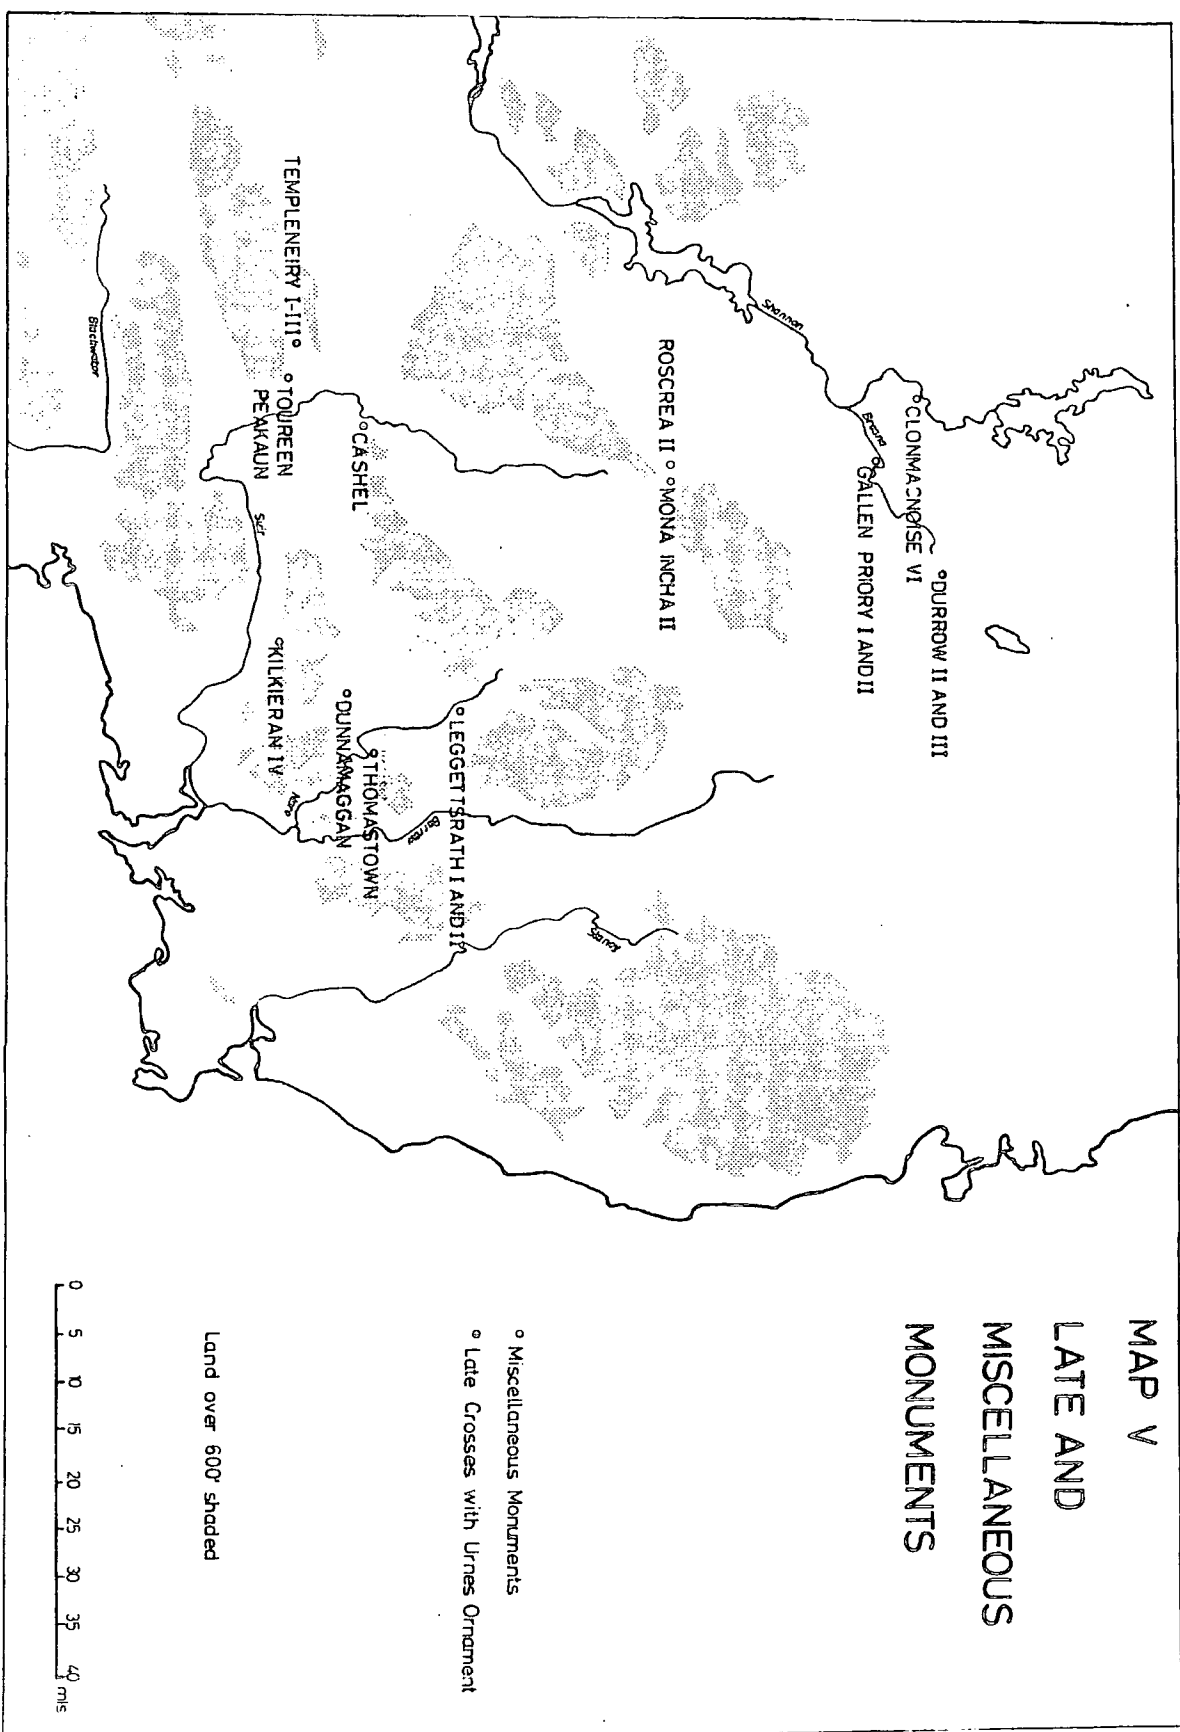 MAP V
LATE AND
MISCELLANEOUS
MONUMENTS
° Miscellaneous Monuments
° Late Crosses with Urnes Ornament
Land over 600' shaded
0 5 10 15 20 25 30 35 40 mls
Shannon
Brosna
CLONMACNOISE VI
GALLEN PRIORY I AND II
DURROW II AND III
ROSCREA II
MONA INCHA II
TEMPLENEIRY I-III
TOUREEN
PEAKAUN
CASHEL
Blackwater
Suir
KILKIERAN IV
DUNNAMAGGAN
THOMASTOWN
LEGGETTSRATH I AND II
Nore
Barrow
Slaney